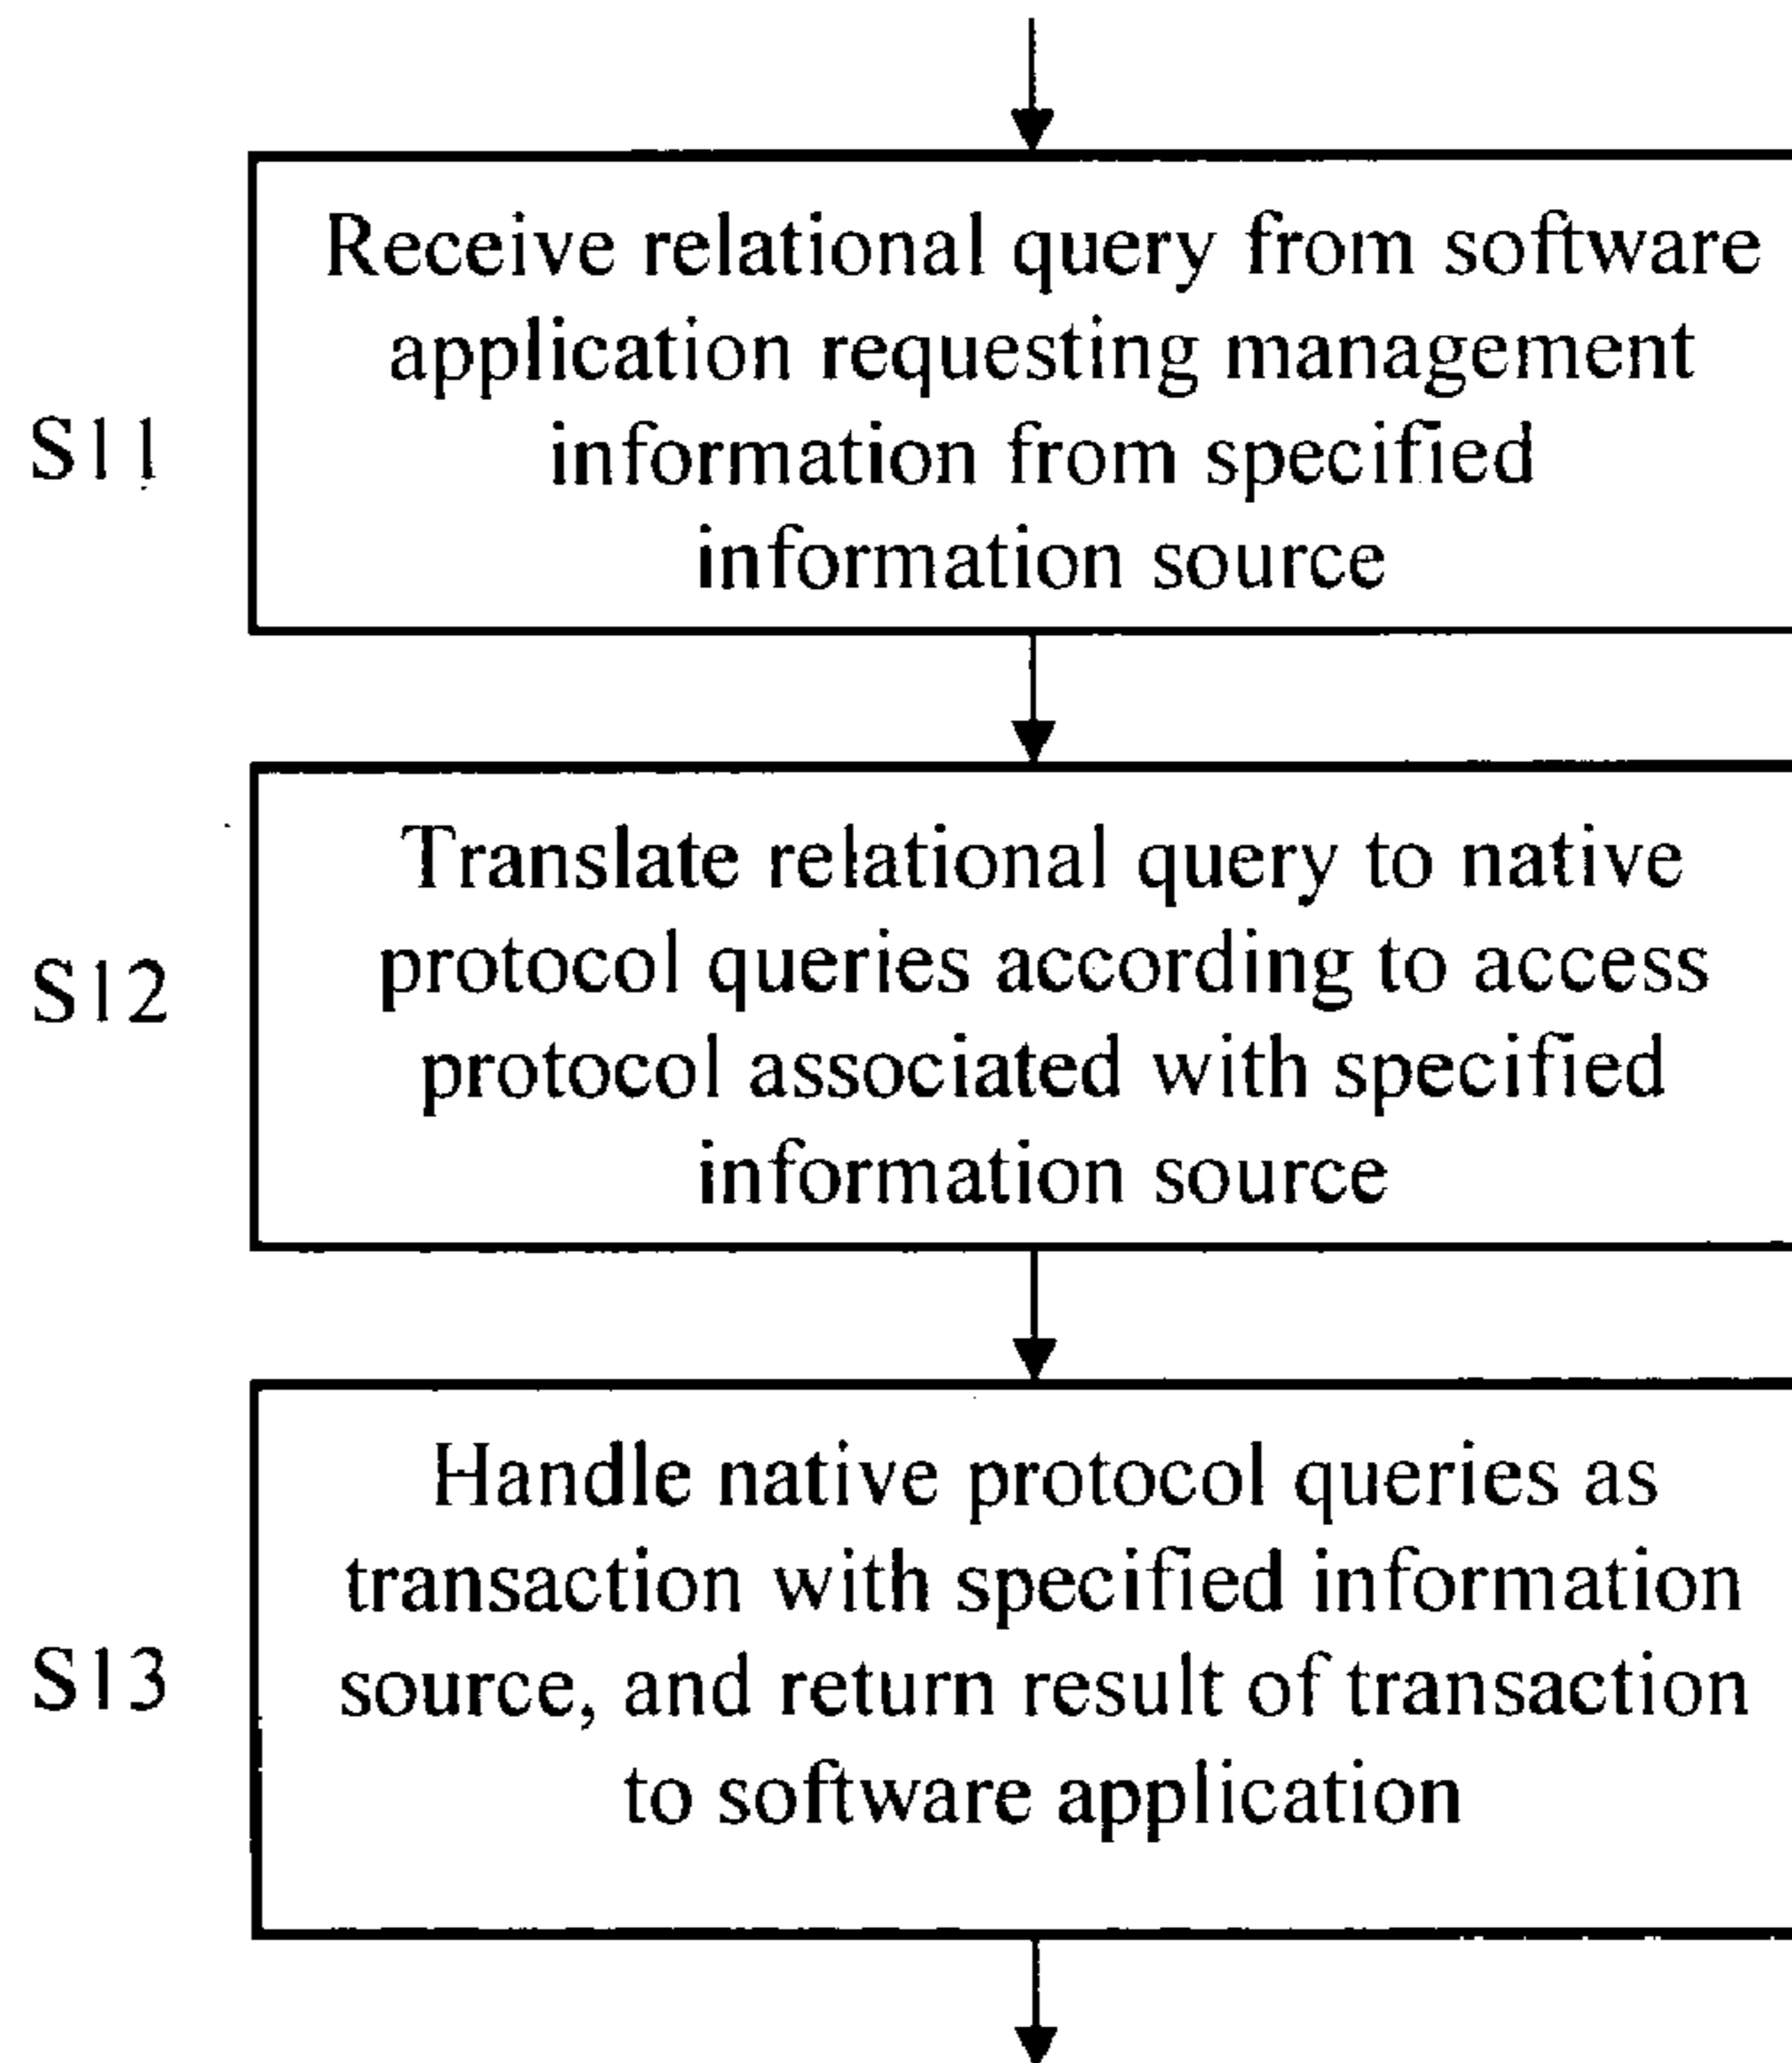 Receive relational query from software
application requesting management
S11
information from specified
information source
Translate relational query to native
S12
protocol queries according to access
protocol associated with specified
information source
Handle native protocol queries as
transaction with specified information
S13
source, and return result of transaction
to software application